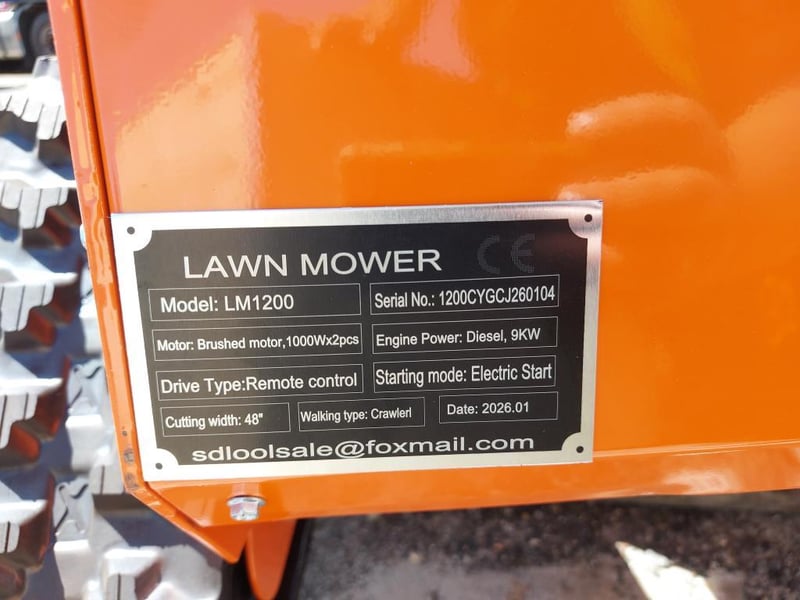 LAWN MOWER CE
Model: LM1200
Serial No.: 1200CYGCJ260104
Motor: Brushed motor,1000Wx2pcs
Engine Power: Diesel, 9KW
Drive Type:Remote control
Starting mode: Electric Start
Cutting width: 48"
Walking type: Crawlerl
Date: 2026.01
sdloolsale@foxmail.com